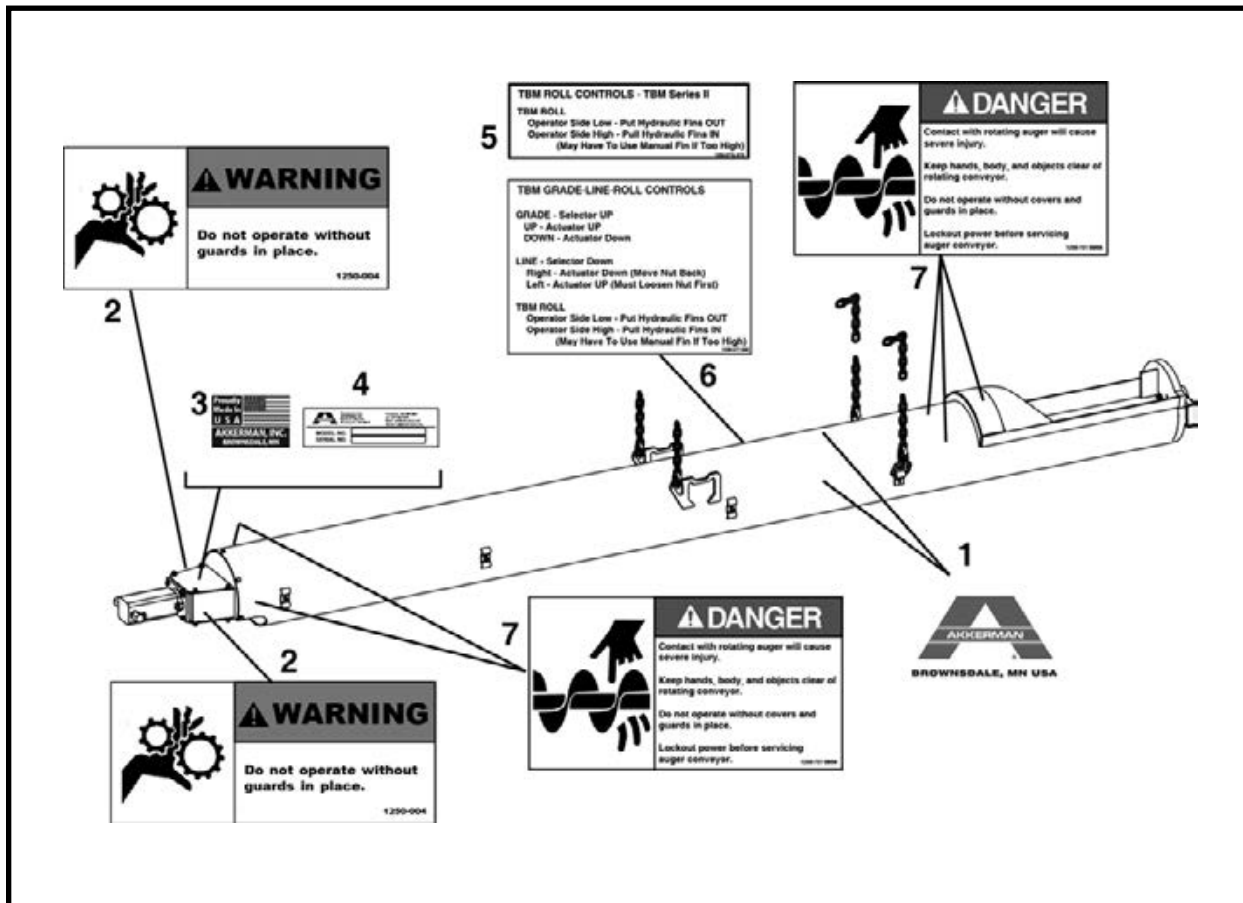 TBM ROLL CONTROLS - TBM Series II
TBM ROLL
Operator Side Low - Put Hydraulic Fins OUT
Operator Side High - Pull Hydraulic Fins IN
(May Have To Use Manual Fin If Too High)
5
DANGER
Contact with rotating auger will cause
severe injury.
Keep hands, body, and objects clear of
rotating conveyor.
Do not operate without covers and
guards in place.
Lockout power before servicing
auger conveyor.
7
WARNING
Do not operate without
guards in place.
1250-004
2
TBM GRADE-LINE-ROLL CONTROLS
GRADE - Selector UP
UP - Actuator UP
DOWN - Actuator Down
LINE - Selector Down
Right - Actuator Down (Move Nut Back)
Left - Actuator UP (Must Loosen Nut First)
TBM ROLL
Operator Side Low - Put Hydraulic Fins OUT
Operator Side High - Pull Hydraulic Fins IN
(May Have To Use Manual Fin If Too High)
6
3
Proudly
Made In
USA
AKKERMAN, INC.
BROWNSDALE, MN
4
MODEL NO.
SERIAL NO.
1
AKKERMAN
BROWNSDALE, MN USA
7
DANGER
Contact with rotating auger will cause
severe injury.
Keep hands, body, and objects clear of
rotating conveyor.
Do not operate without covers and
guards in place.
Lockout power before servicing
auger conveyor.
2
WARNING
Do not operate without
guards in place.
1250-004